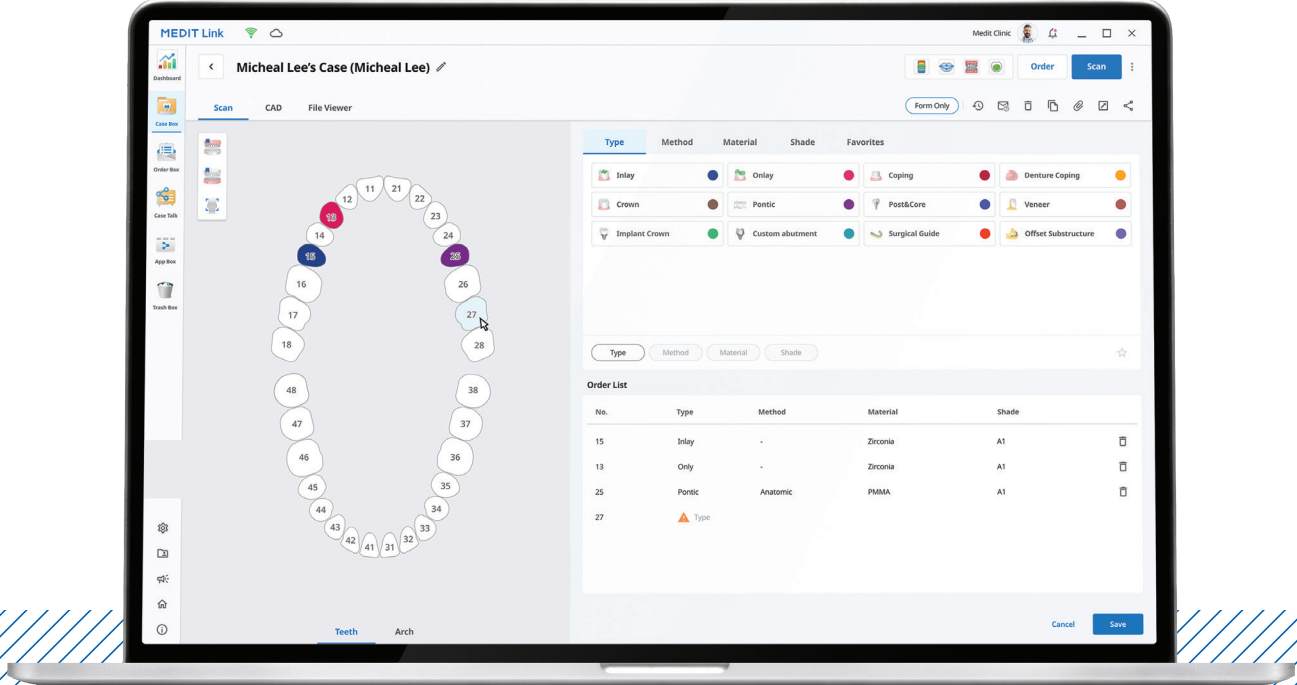 MEDIT Link
Medit Clinic
Dashboard
Case Box
Order Box
Case Talk
App Box
Trash Box
Micheal Lee's Case (Micheal Lee)
Order
Scan
Scan
CAD
File Viewer
Form Only
11
21
12
22
13
23
14
24
15
25
16
26
17
27
18
28
48
38
47
37
46
36
45
35
44
34
43
33
42
41
31
32
Teeth
Arch
Type
Method
Material
Shade
Favorites
Inlay
Onlay
Coping
Denture Coping
Crown
Pontic
Post&Core
Veneer
Implant Crown
Custom abutment
Surgical Guide
Offset Substructure
Type
Method
Material
Shade
Order List
No. Type Method Material Shade
15 Inlay - Zirconia A1
13 Only - Zirconia A1
25 Pontic Anatomic PMMA A1
27 Type
Cancel
Save